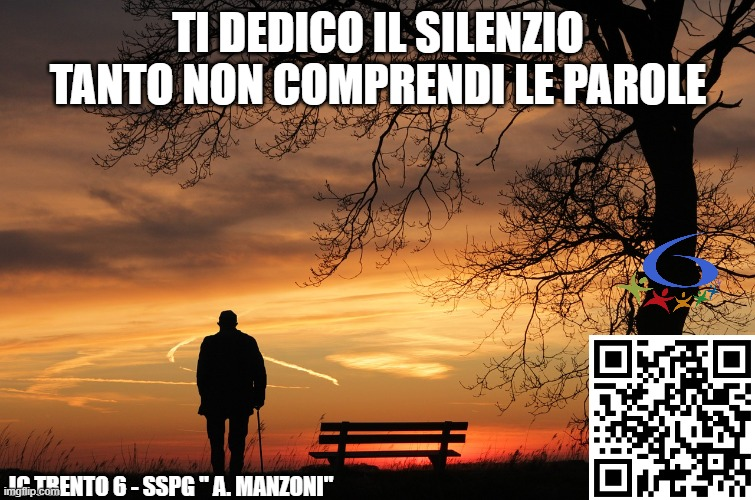 TI DEDICO IL SILENZIO
TANTO NON COMPRENDI LE PAROLE
IC TRENTO 6 - SSPG " A. MANZONI"
imgflip.com